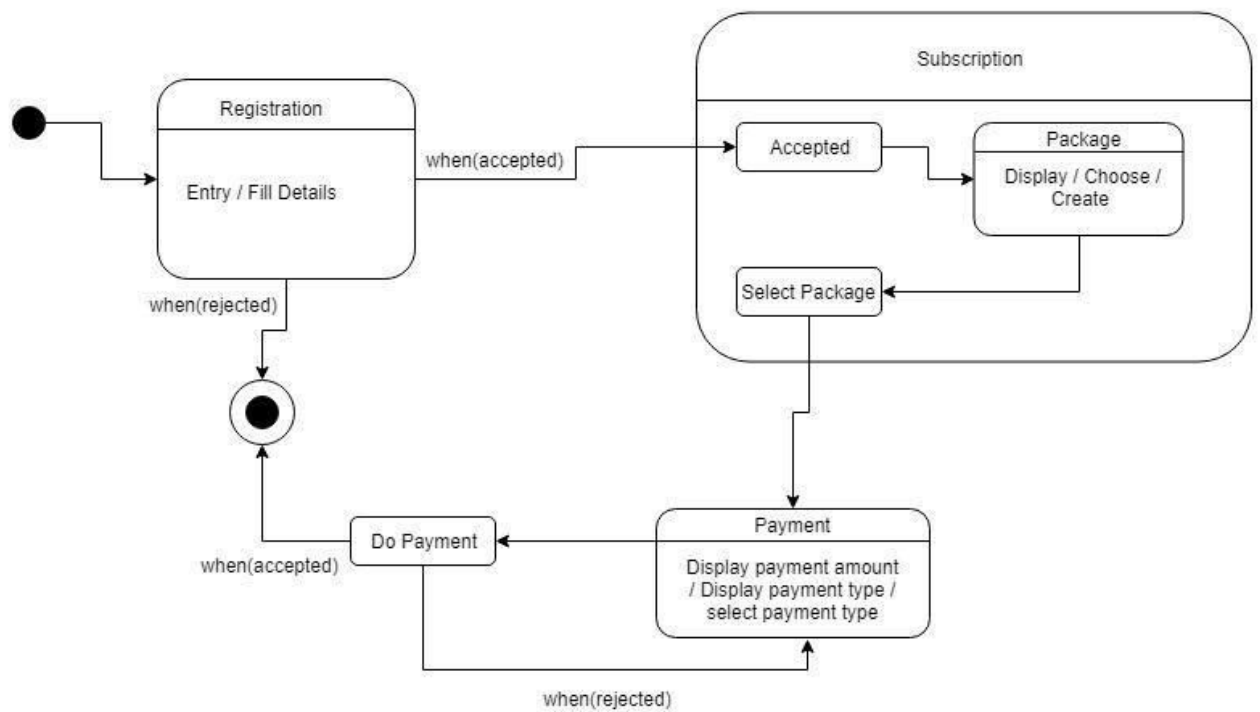 Subscription
Registration
Entry / Fill Details
when(accepted)
Accepted
Package
Display / Choose /
Create
Select Package
when(rejected)
Payment
Display payment amount
/ Display payment type /
select payment type
Do Payment
when(accepted)
when(rejected)